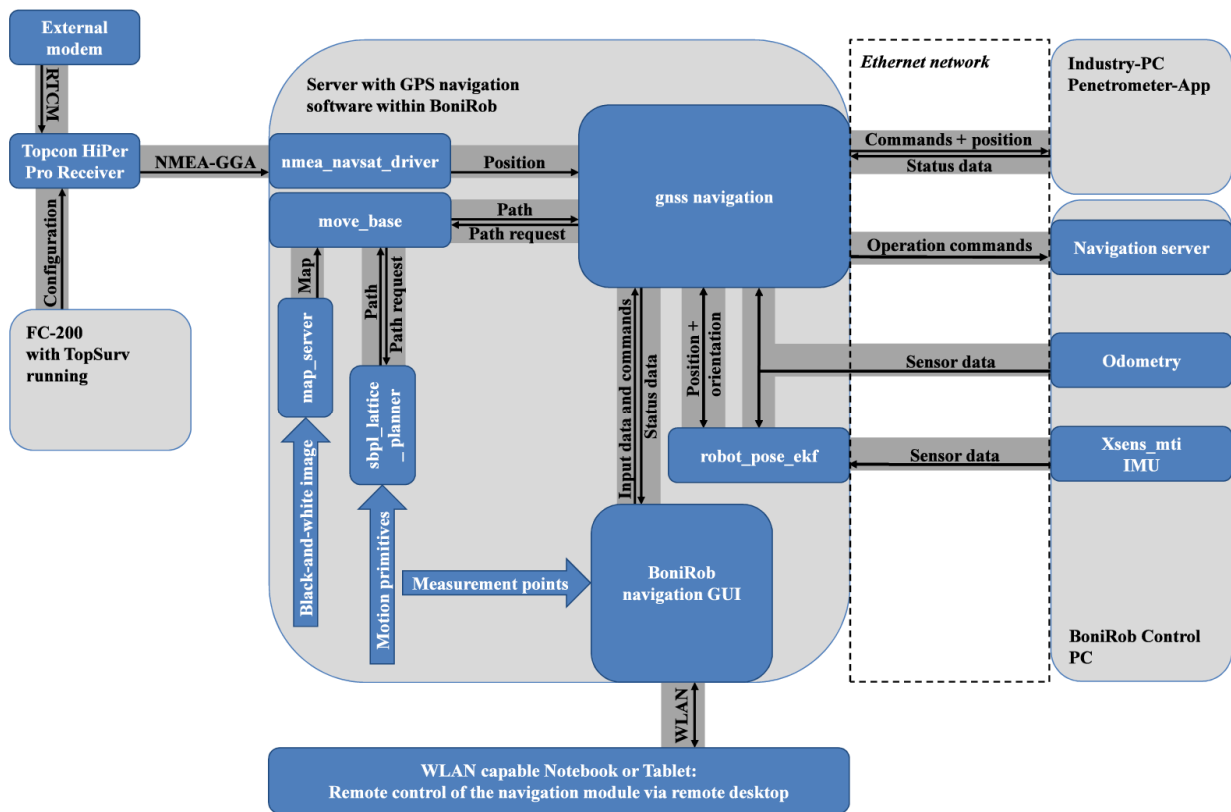 External
modem
RTCM
Topcon HiPer
Pro Receiver
Configuration
FC-200
with TopSurv
running
NMEA-GGA
Server with GPS navigation
software within BoniRob
nmea_navsat_driver
Position
move_base
Path
Path request
gnss navigation
Map
map_server
Black-and-white image
Path
Path request
sbpl_lattice
_planner
Motion primitives
Measurement points
Input data and commands
Status data
Position +
orientation
robot_pose_ekf
BoniRob
navigation GUI
WLAN
WLAN capable Notebook or Tablet:
Remote control of the navigation module via remote desktop
Ethernet network
Commands + position
Status data
Operation commands
Sensor data
Sensor data
Industry-PC
Penetrometer-App
Navigation server
Odometry
Xsens_mti
IMU
BoniRob Control
PC